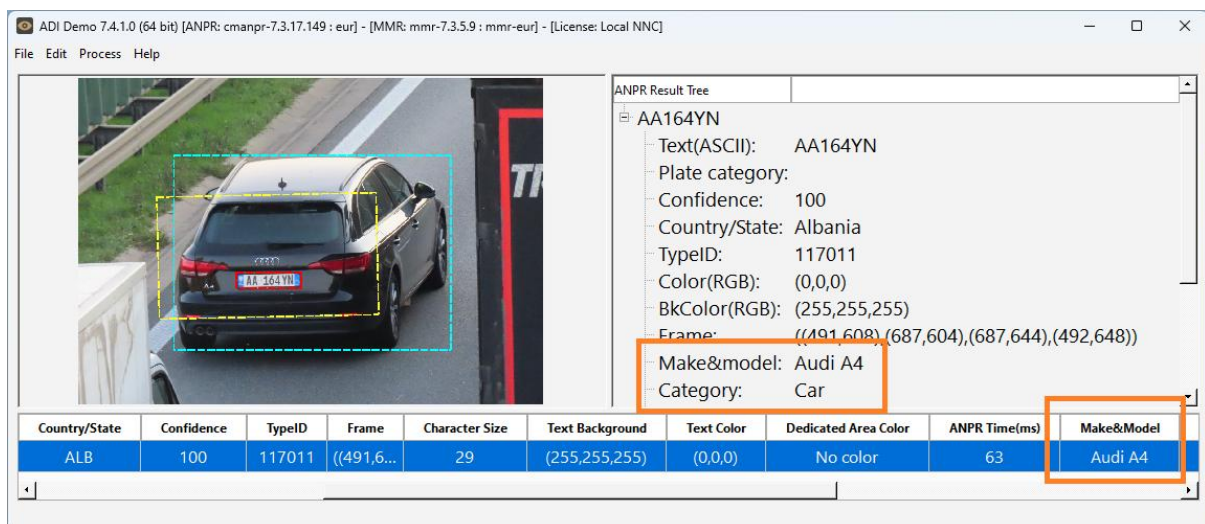 ADI Demo 7.4.1.0 (64 bit) [ANPR: cmanpr-7.3.17.149 : eur] - [MMR: mmr-7.3.5.9 : mmr-eur] - [License: Local NNC]
File Edit Process Help
AA 164YN
A4
ANPR Result Tree
AA164YN
Text(ASCII): AA164YN
Plate category:
Confidence: 100
Country/State: Albania
TypeID: 117011
Color(RGB): (0,0,0)
BkColor(RGB): (255,255,255)
Frame: ((491,608),(687,604),(687,644),(492,648))
Make&model: Audi A4
Category: Car
Country/State Confidence TypeID Frame Character Size Text Background Text Color Dedicated Area Color ANPR Time(ms) Make&Model
ALB 100 117011 ((491,6... 29 (255,255,255) (0,0,0) No color 63 Audi A4